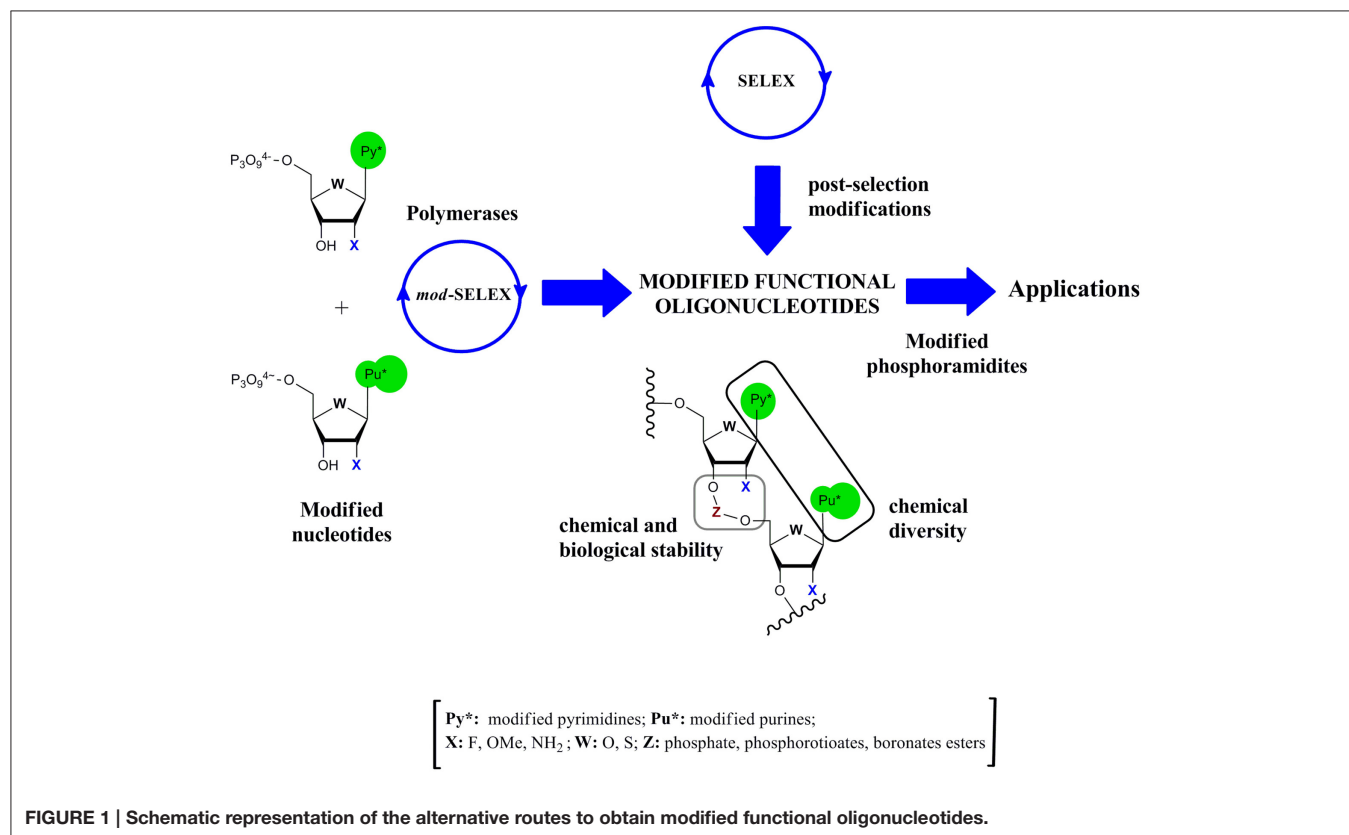 SELEX
post-selection
modifications
P₃O₉⁴⁻-O
Py*
W
OH
X
+
P₃O₉⁴~-O
Pu*
W
OH
X
Modified
nucleotides
Polymerases
mod-SELEX
MODIFIED FUNCTIONAL
OLIGONUCLEOTIDES
Applications
Modified
phosphoramidites
O
Py*
W
O
X
Z
O
Pu*
W
O
X
chemical and
biological stability
chemical
diversity
Py*: modified pyrimidines; Pu*: modified purines;
X: F, OMe, NH₂ ; W: O, S; Z: phosphate, phosphorotioates, boronates esters
FIGURE 1 | Schematic representation of the alternative routes to obtain modified functional oligonucleotides.